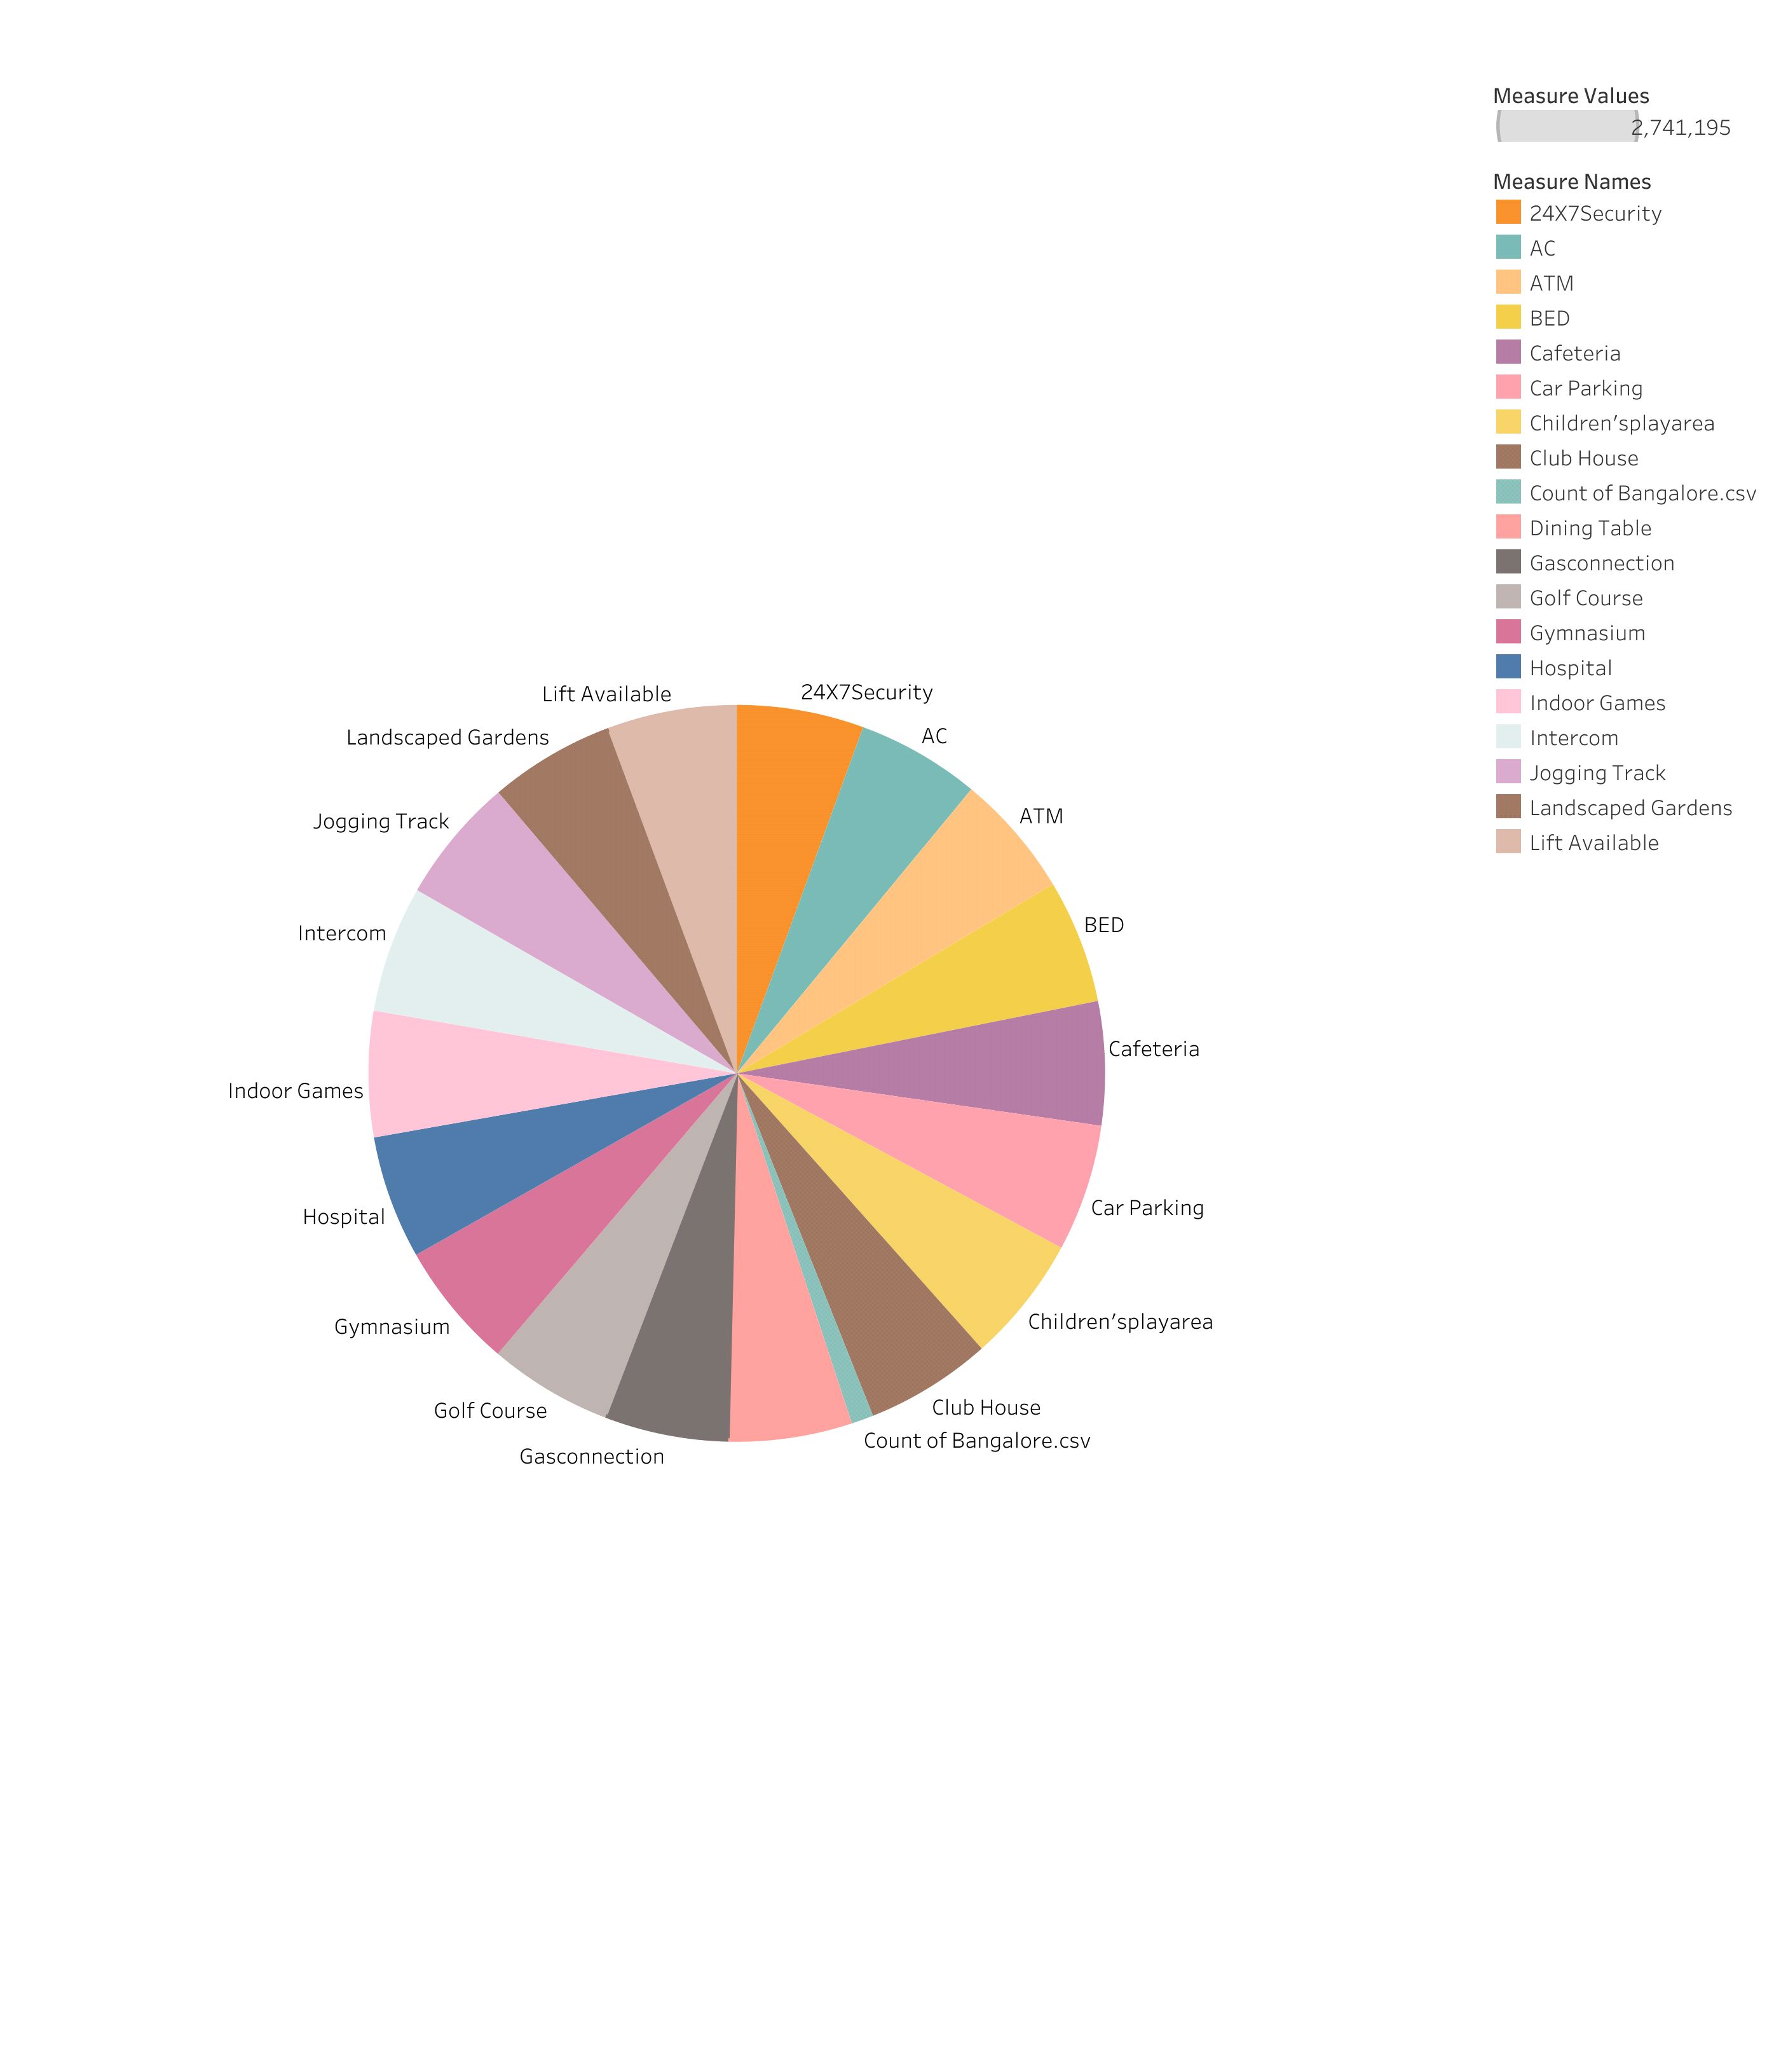 Measure Values
2,741,195
Measure Names
24X7Security
AC
ATM
BED
Cafeteria
Car Parking
Children’splayarea
Club House
Count of Bangalore.csv
Dining Table
Gasconnection
Golf Course
Gymnasium
Hospital
Indoor Games
Intercom
Jogging Track
Landscaped Gardens
Lift Available
Lift Available
24X7Security
Landscaped Gardens
AC
Jogging Track
ATM
Intercom
BED
Cafeteria
Indoor Games
Hospital
Car Parking
Gymnasium
Children’splayarea
Golf Course
Club House
Count of Bangalore.csv
Gasconnection